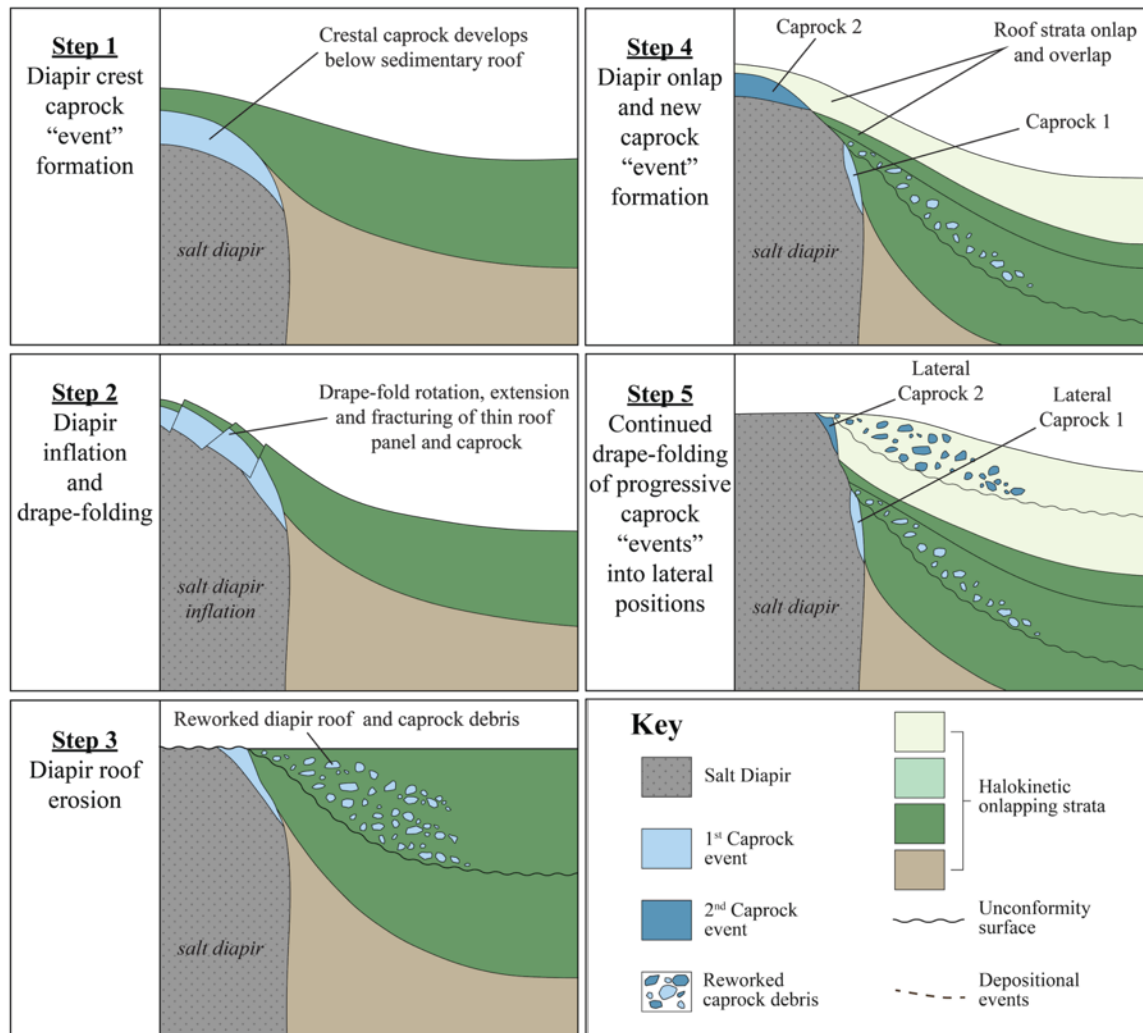 Step 1
Diapir crest
caprock
“event”
formation
Crestal caprock develops
below sedimentary roof
salt diapir
Step 2
Diapir
inflation
and
drape-folding
Drape-fold rotation, extension
and fracturing of thin roof
panel and caprock
salt diapir
inflation
Step 3
Diapir roof
erosion
Reworked diapir roof and caprock debris
salt diapir
Step 4
Diapir onlap
and new
caprock
“event”
formation
Caprock 2
Roof strata onlap
and overlap
Caprock 1
salt diapir
Step 5
Continued
drape-folding
of progressive
caprock
“events”
into lateral
positions
Lateral
Caprock 2
Lateral
Caprock 1
salt diapir
Key
Salt Diapir
1st Caprock
event
2nd Caprock
event
Reworked
caprock debris
Halokinetic
onlapping strata
Unconformity
surface
Depositional
events